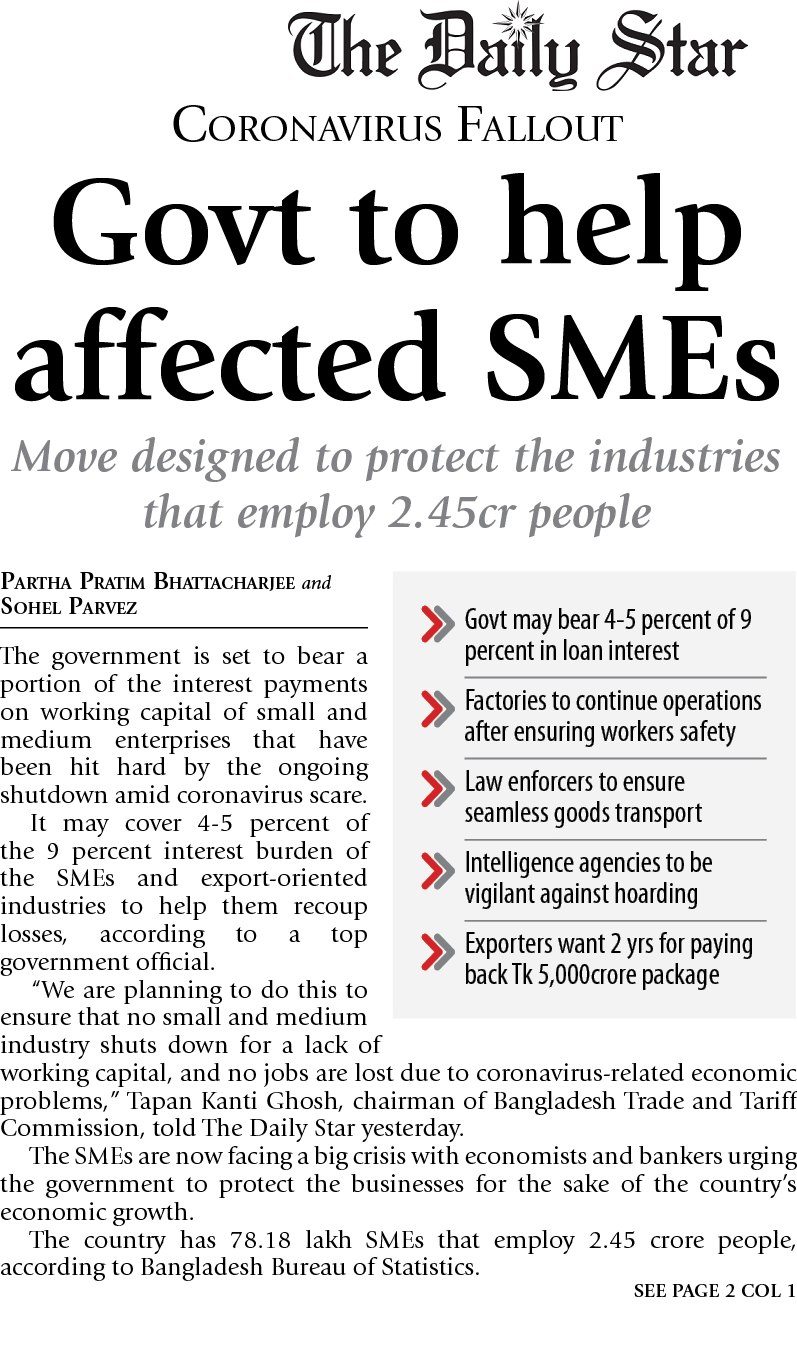 The Daily Star
CORONAVIRUS FALLOUT
Govt to help
affected SMEs
Move designed to protect the industries
that employ 2.45cr people
PARTHA PRATIM BHATTACHARJEE and
SOHEL PARVEZ
The government is set to bear a
portion of the interest payments
on working capital of small and
medium enterprises that have
been hit hard by the ongoing
shutdown amid coronavirus scare.
It may cover 4-5 percent of
the 9 percent interest burden of
the SMEs and export-oriented
industries to help them recoup
losses, according to a top
government official.
“We are planning to do this to
ensure that no small and medium
industry shuts down for a lack of
working capital, and no jobs are lost due to coronavirus-related economic
problems,” Tapan Kanti Ghosh, chairman of Bangladesh Trade and Tariff
Commission, told The Daily Star yesterday.
The SMEs are now facing a big crisis with economists and bankers urging
the government to protect the businesses for the sake of the country’s
economic growth.
The country has 78.18 lakh SMEs that employ 2.45 crore people,
according to Bangladesh Bureau of Statistics.
SEE PAGE 2 COL 1
Govt may bear 4-5 percent of 9
percent in loan interest
Factories to continue operations
after ensuring workers safety
Law enforcers to ensure
seamless goods transport
Intelligence agencies to be
vigilant against hoarding
Exporters want 2 yrs for paying
back Tk 5,000crore package